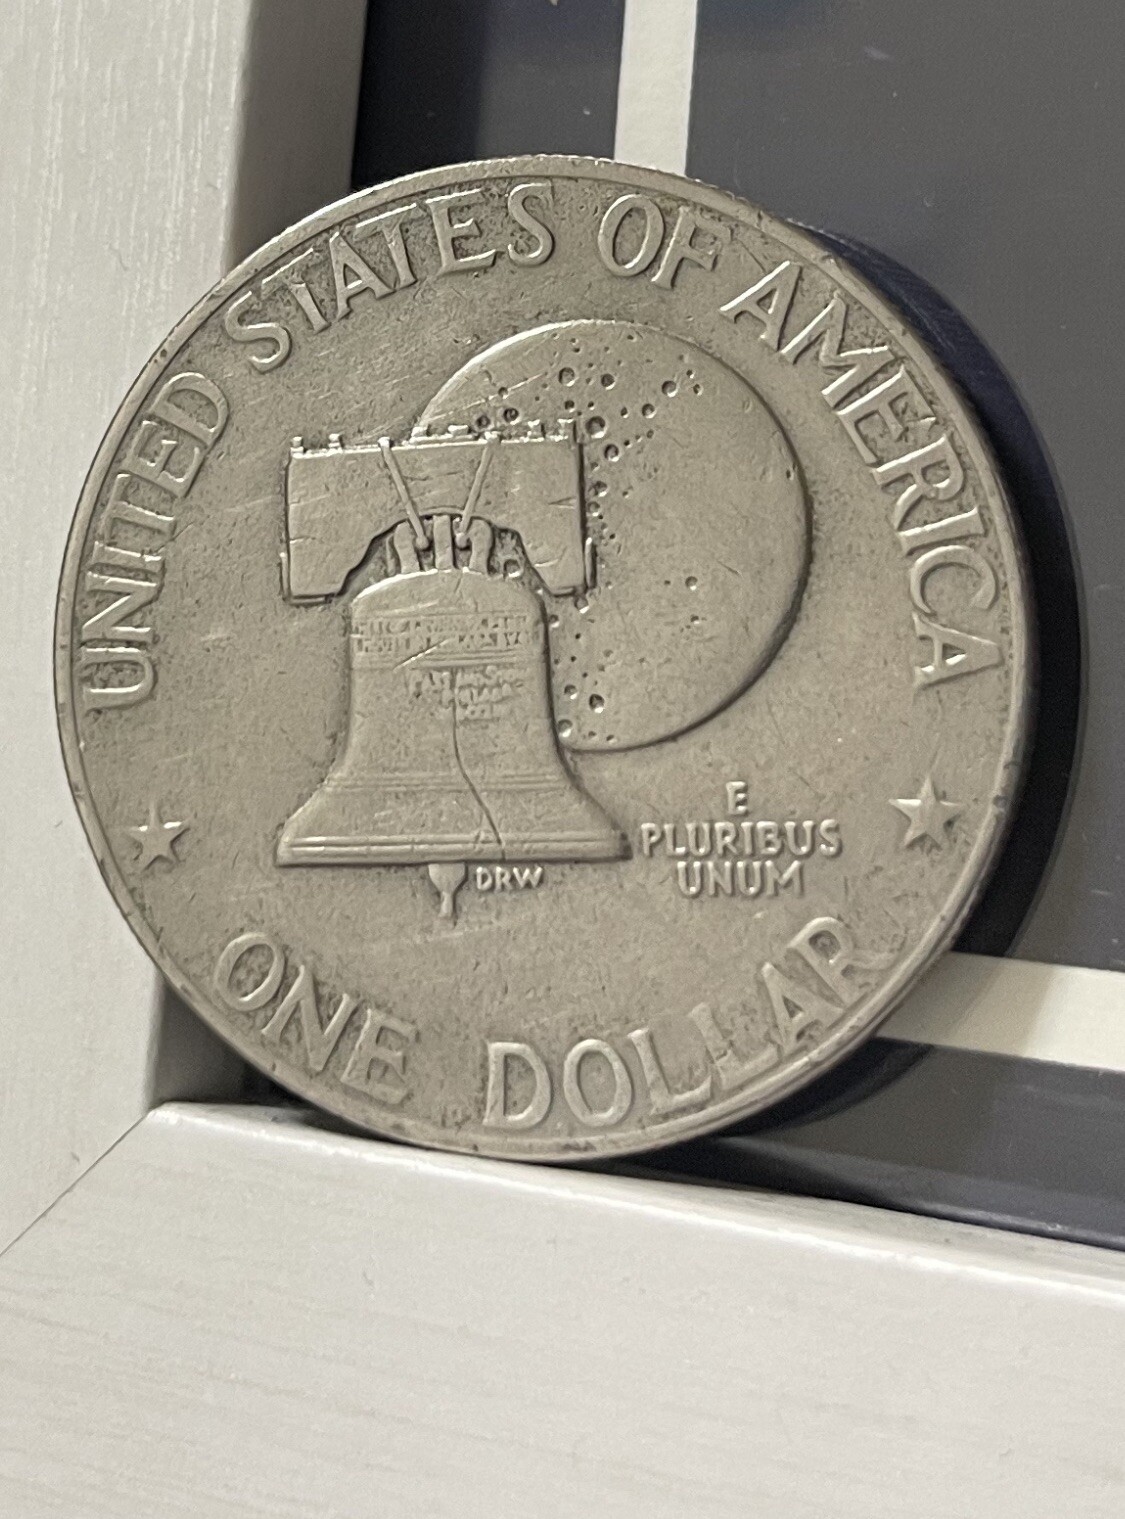 UNITED STATES OF AMERICA
E
PLURIBUS
UNUM
DRW
ONE DOLLAR